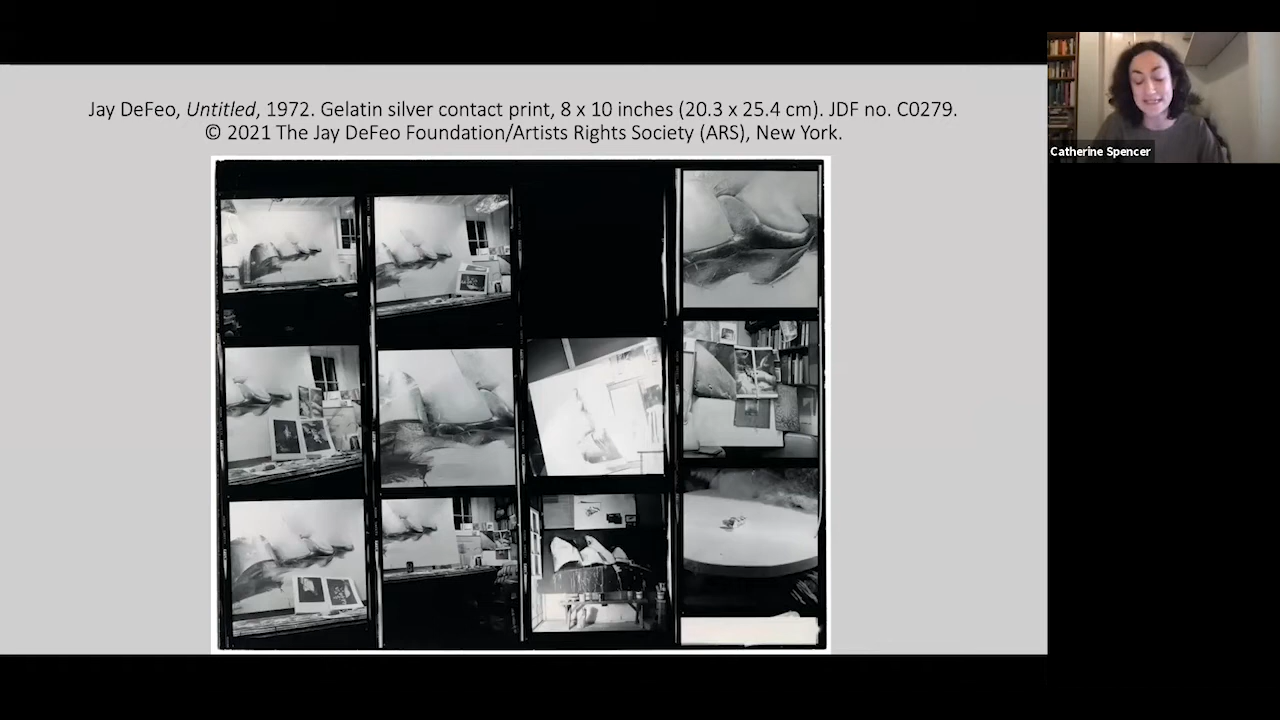 Jay DeFeo, Untitled, 1972. Gelatin silver contact print, 8 x 10 inches (20.3 x 25.4 cm). JDF no. C0279.
© 2021 The Jay DeFeo Foundation/Artists Rights Society (ARS), New York.
Catherine Spencer